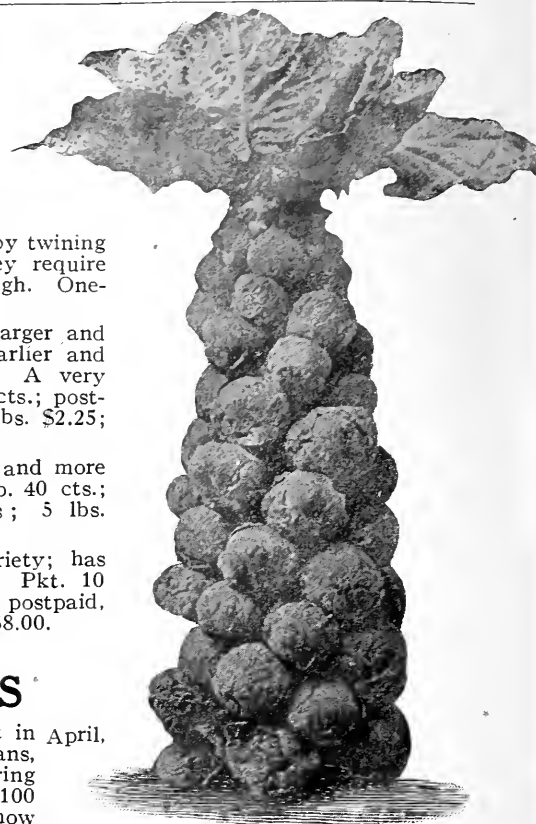 by twining
ey require
gh. One-
arger and
arlier and
A very
cts.; post-
bs. $2.25;
and more
b. 40 cts.;
s; 5 lbs.
riety; has
Pkt. 10
postpaid,
$8.00.
S
t in April,
ans,
ring
100
now